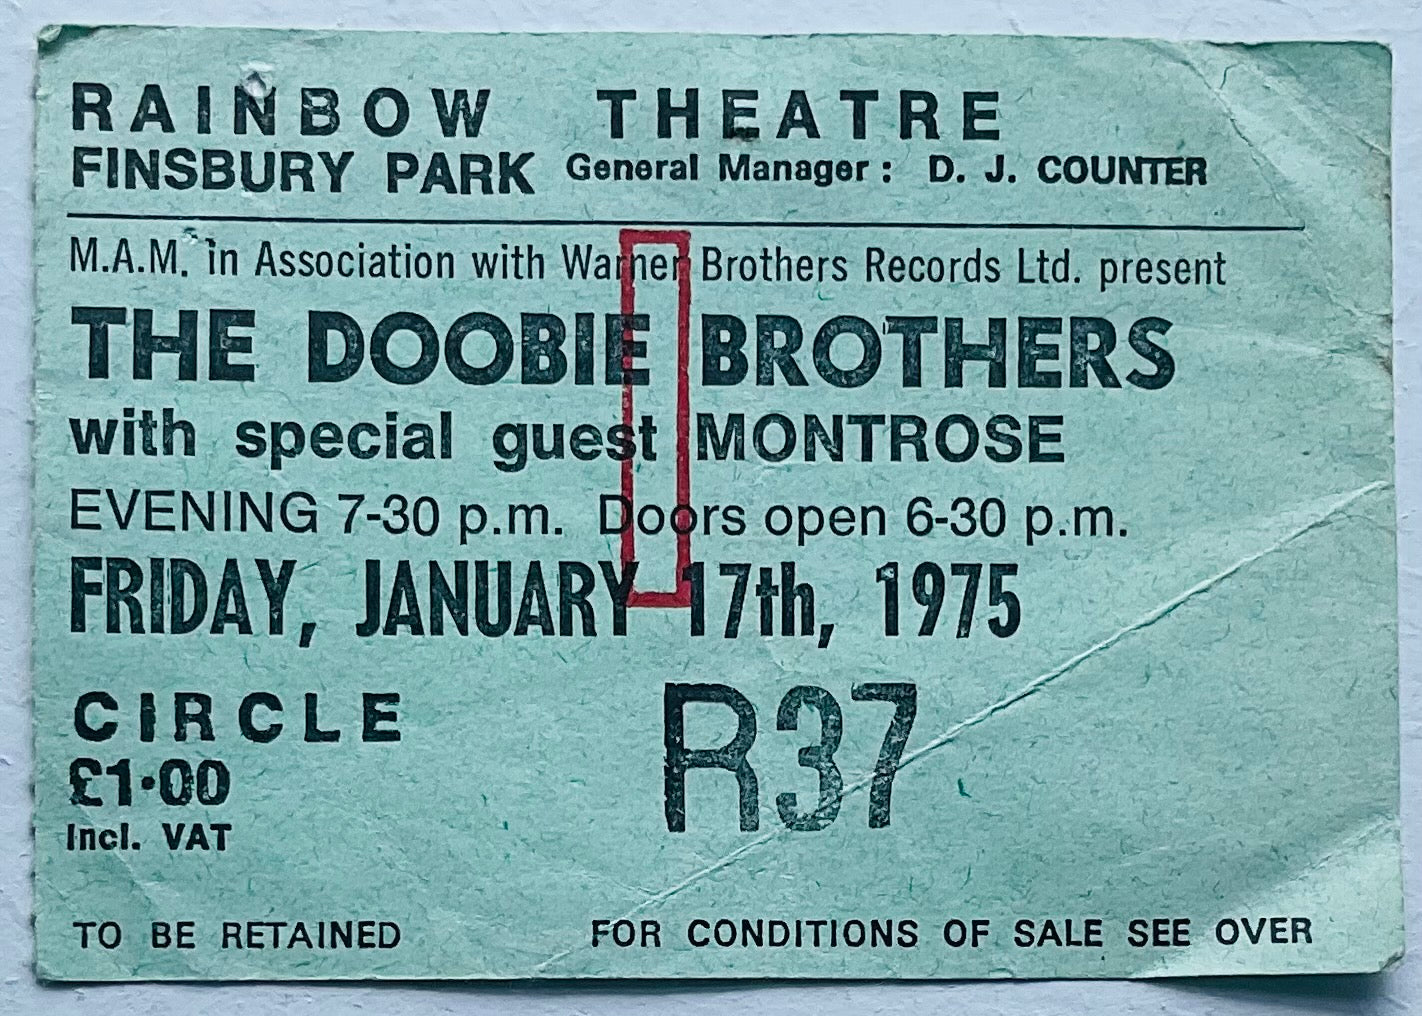 RAINBOW THEATRE
FINSBURY PARK General Manager: D. J. COUNTER
M.A.M. in Association with Warner Brothers Records Ltd. present
THE DOOBIE BROTHERS
with special guest MONTROSE
EVENING 7-30 p.m. Doors open 6-30 p.m.
FRIDAY, JANUARY 17th, 1975
CIRCLE
£1·00
Incl. VAT
R37
TO BE RETAINED FOR CONDITIONS OF SALE SEE OVER